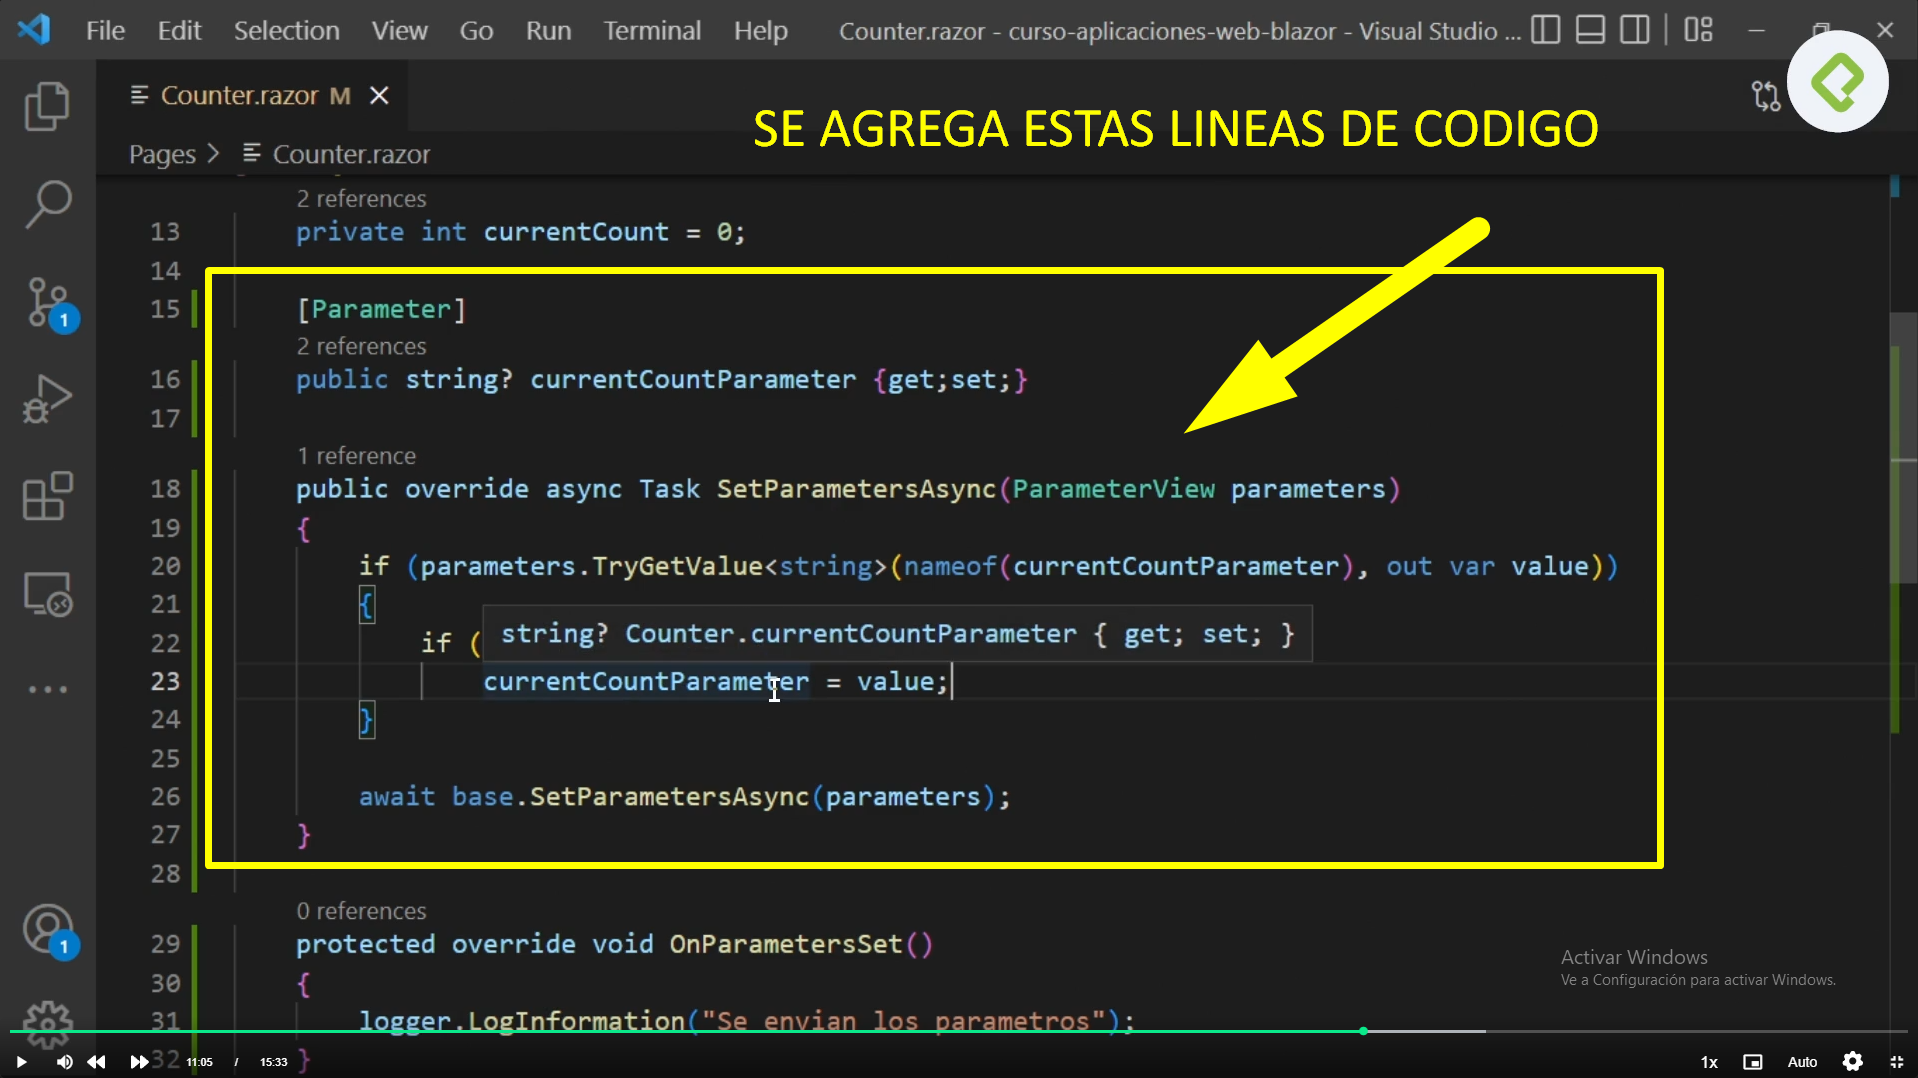 File Edit Selection View Go Run Terminal Help Counter.razor - curso-aplicaciones-web-blazor - Visual Studio ...
Counter.razor M
SE AGREGA ESTAS LINEAS DE CODIGO
Pages > Counter.razor
2 references
13 private int currentCount = 0;
14
15 [Parameter]
2 references
16 public string? currentCountParameter {get;set;}
17
1 reference
18 public override async Task SetParametersAsync(ParameterView parameters)
19 {
20 if (parameters.TryGetValue<string>(nameof(currentCountParameter), out var value))
21 {
22 if ( string? Counter.currentCountParameter { get; set; }
23 currentCountParameter = value;
24 }
25
26 await base.SetParametersAsync(parameters);
27 }
28
0 references
29 protected override void OnParametersSet()
30 {
31 logger.LogInformation("Se envian los parametros");
32 }
1
1
Activar Windows
Ve a Configuración para activar Windows.
11:05 / 15:33 1x Auto